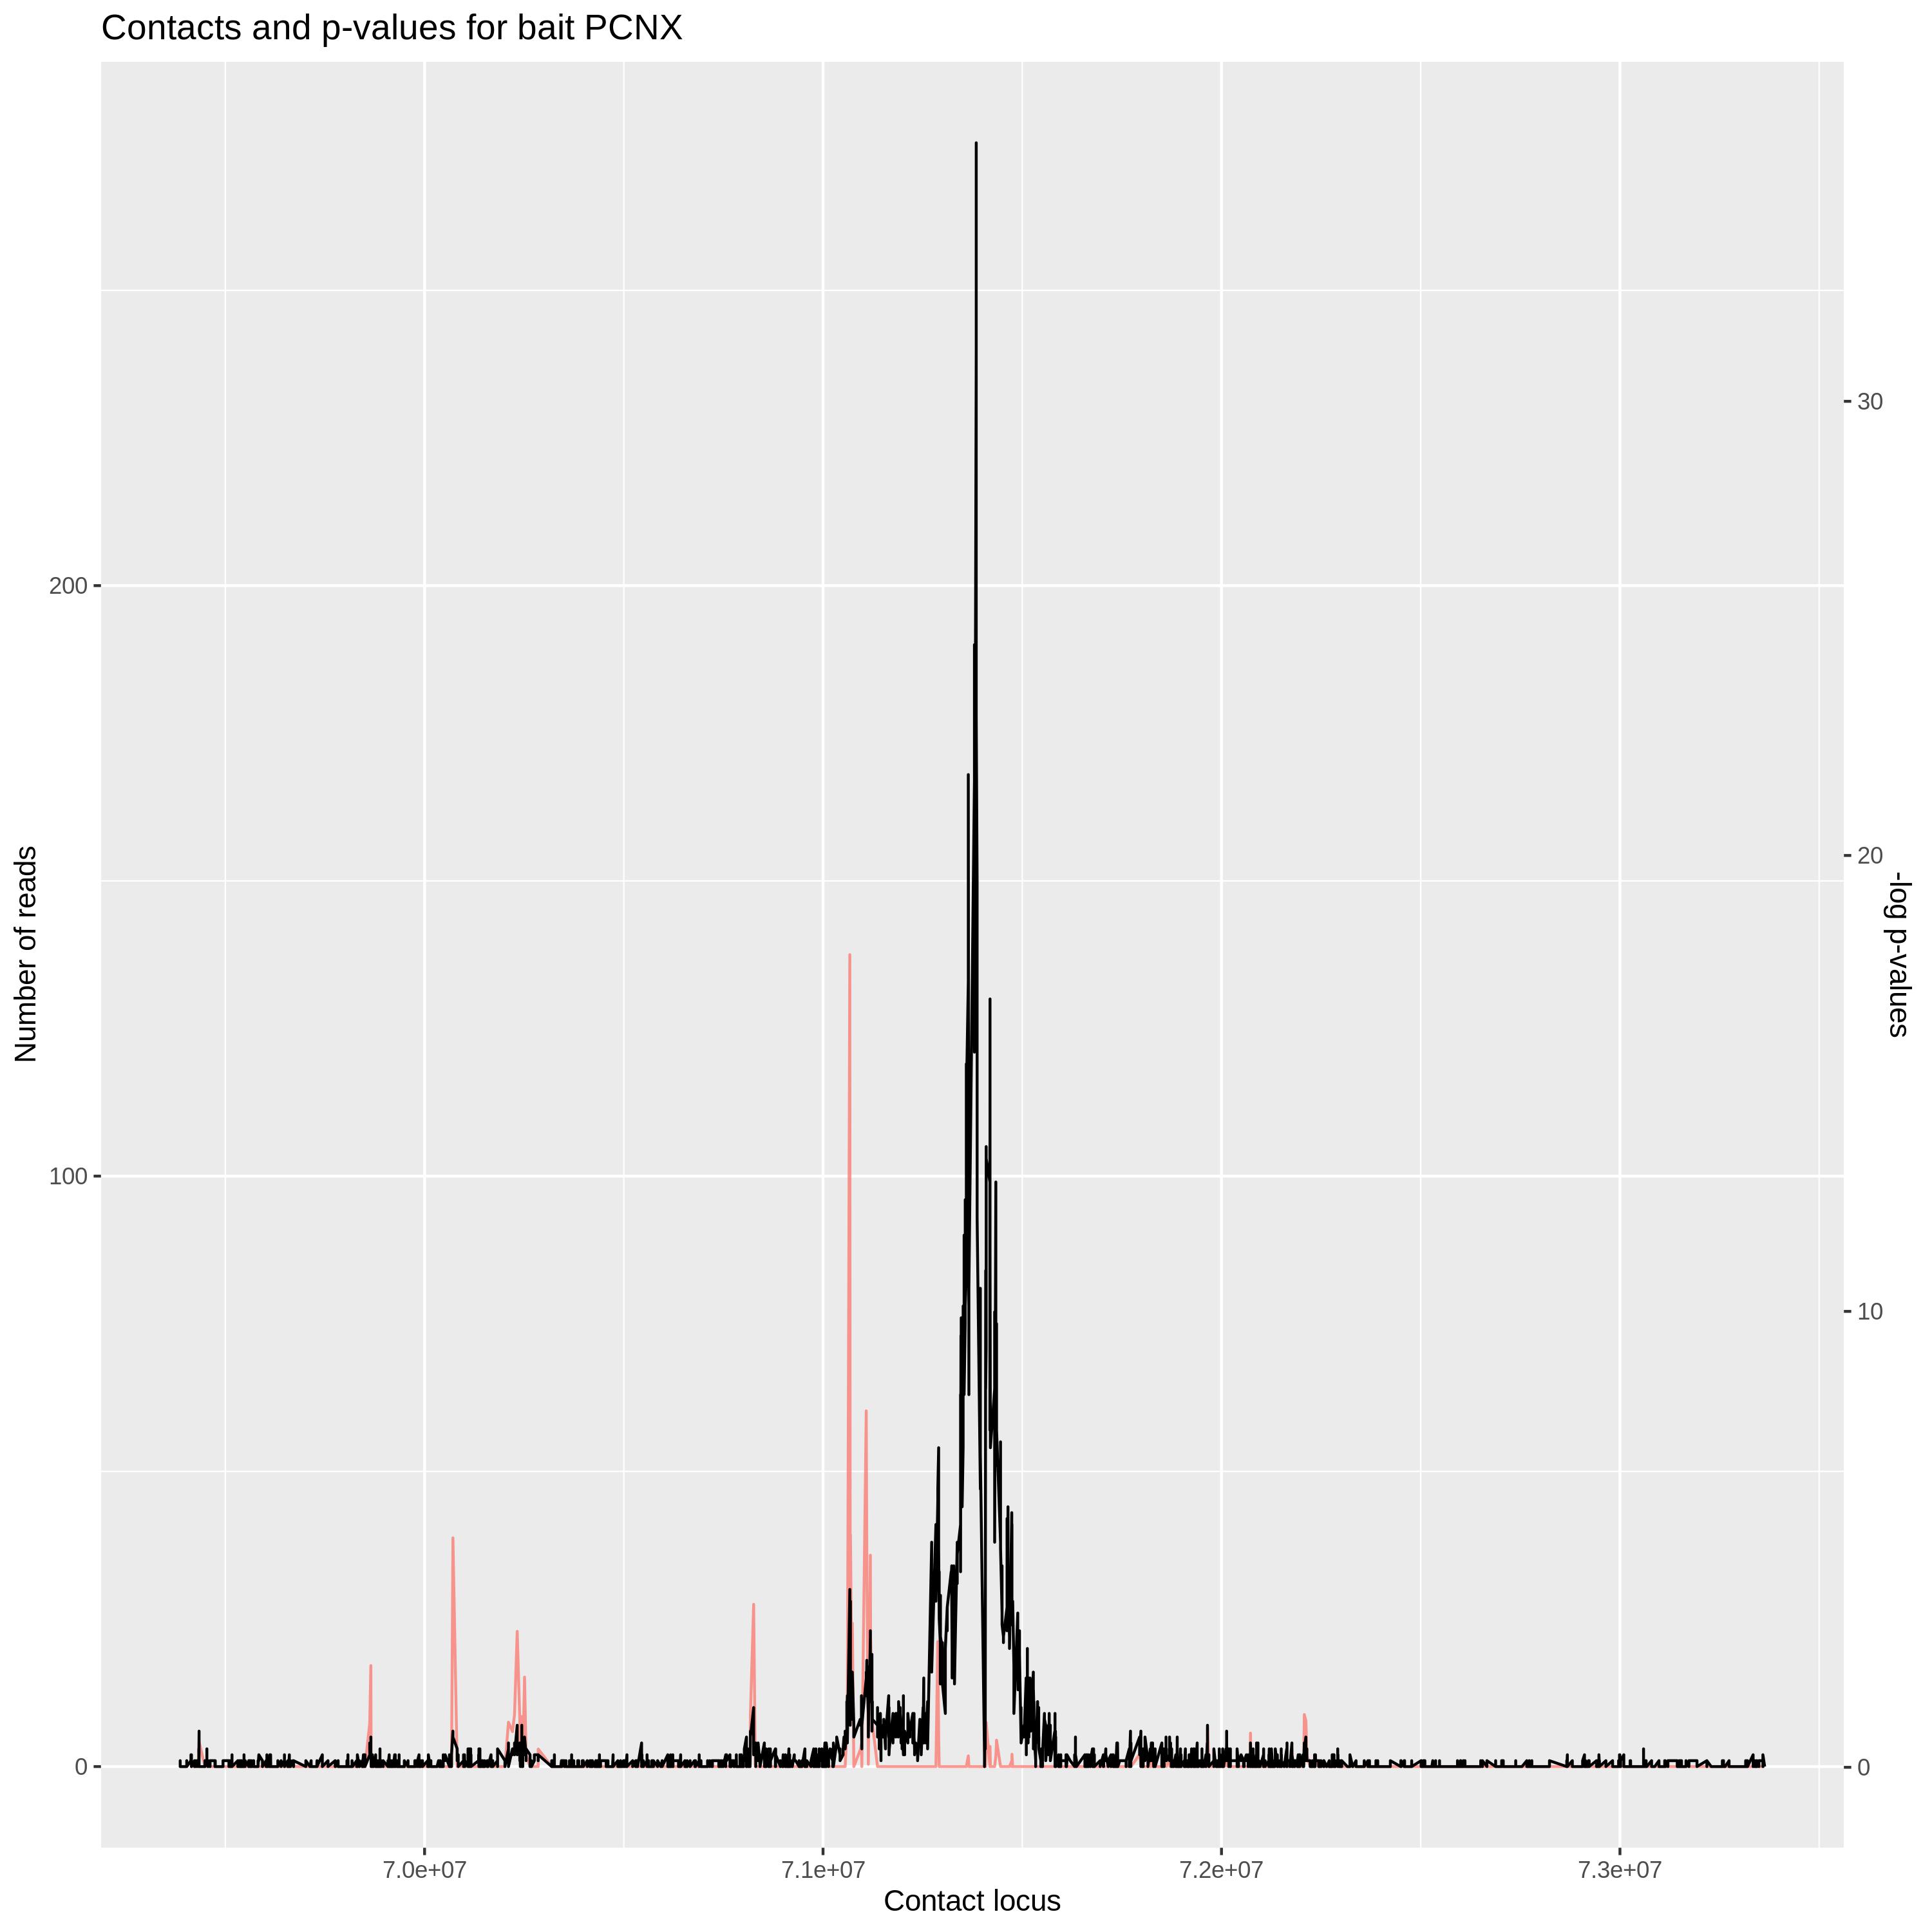 Contacts and p-values for bait PCNX
Number of reads
200
100
0
30
20
10
0
-log p-values
7.0e+07
7.1e+07
7.2e+07
7.3e+07
Contact locus